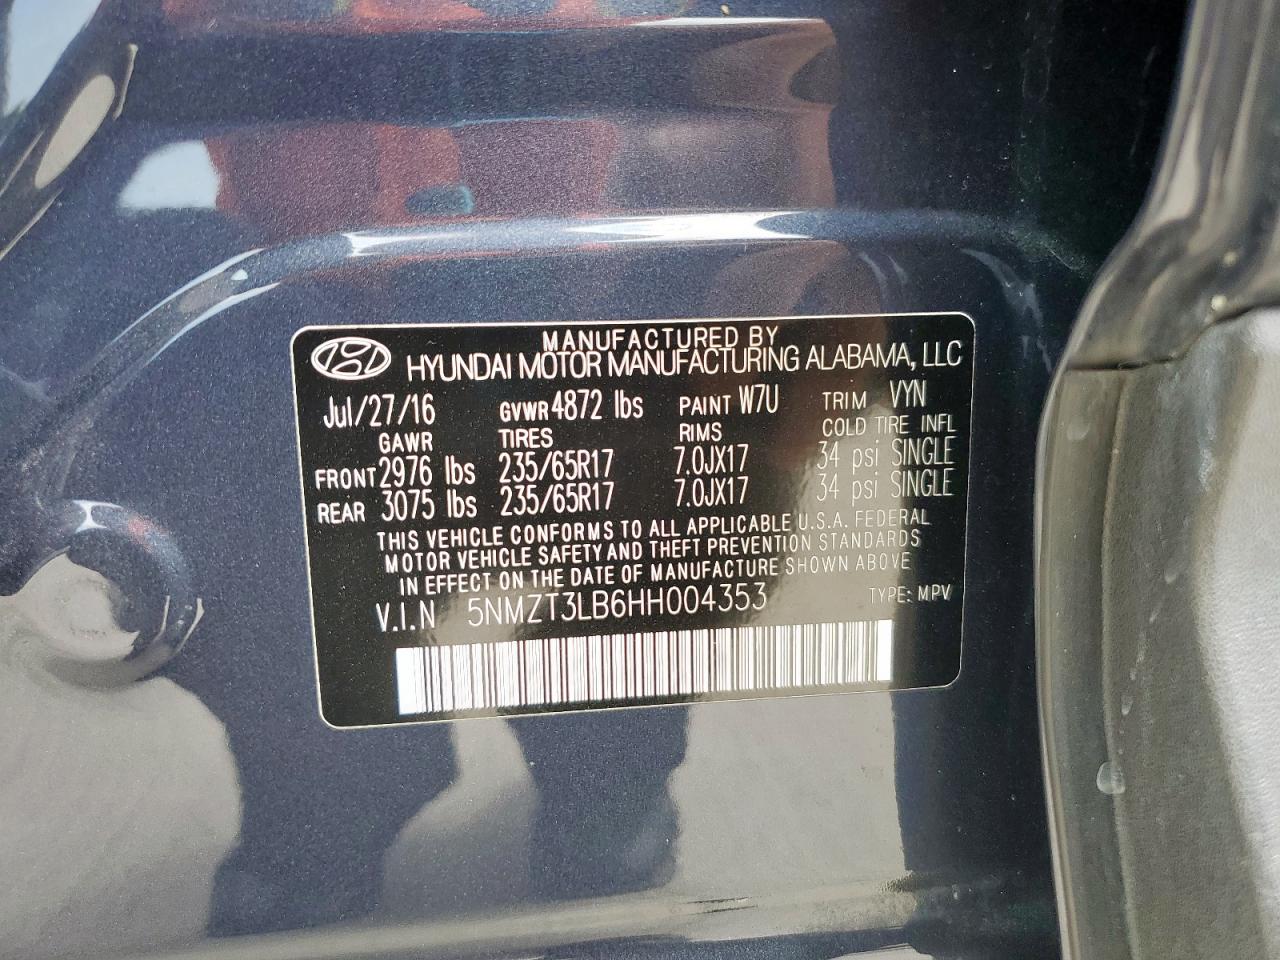 MANUFACTURED BY
HYUNDAI MOTOR MANUFACTURING ALABAMA, LLC
Jul/27/16 GVWR 4872 lbs PAINT W7U TRIM VYN
GAWR TIRES RIMS COLD TIRE INFL
FRONT 2976 lbs 235/65R17 7.0JX17 34 psi SINGLE
REAR 3075 lbs 235/65R17 7.0JX17 34 psi SINGLE
THIS VEHICLE CONFORMS TO ALL APPLICABLE U.S.A. FEDERAL
MOTOR VEHICLE SAFETY AND THEFT PREVENTION STANDARDS
IN EFFECT ON THE DATE OF MANUFACTURE SHOWN ABOVE
V.I.N 5NMZT3LB6HH004353 TYPE: MPV